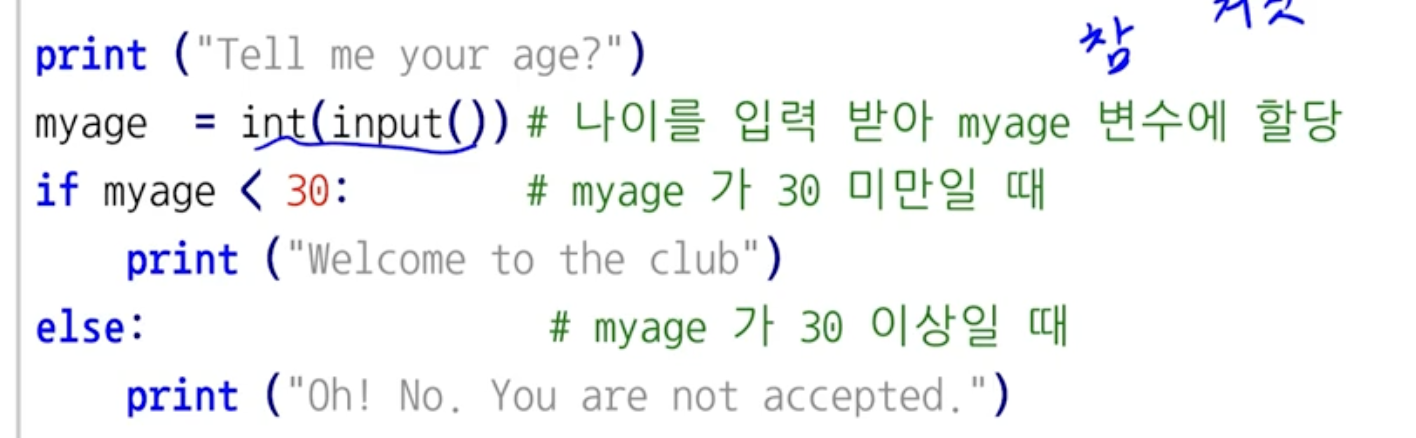 참
print ("Tell me your age?")
myage = int(input()) # 나이를 입력 받아 myage 변수에 할당
if myage < 30: # myage 가 30 미만일 때
print ("Welcome to the club")
else: # myage 가 30 이상일 때
print ("Oh! No. You are not accepted.")